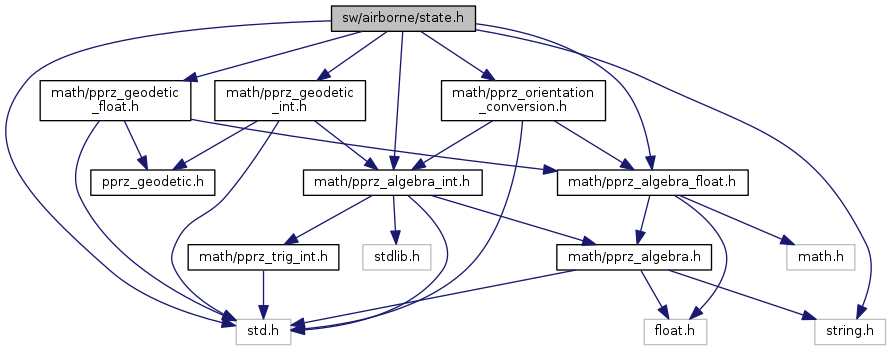 sw/airborne/state.h
math/pprz_geodetic
_float.h
math/pprz_geodetic
_int.h
math/pprz_orientation
_conversion.h
pprz_geodetic.h
math/pprz_algebra_int.h
math/pprz_algebra_float.h
math/pprz_trig_int.h
stdlib.h
math/pprz_algebra.h
math.h
std.h
float.h
string.h